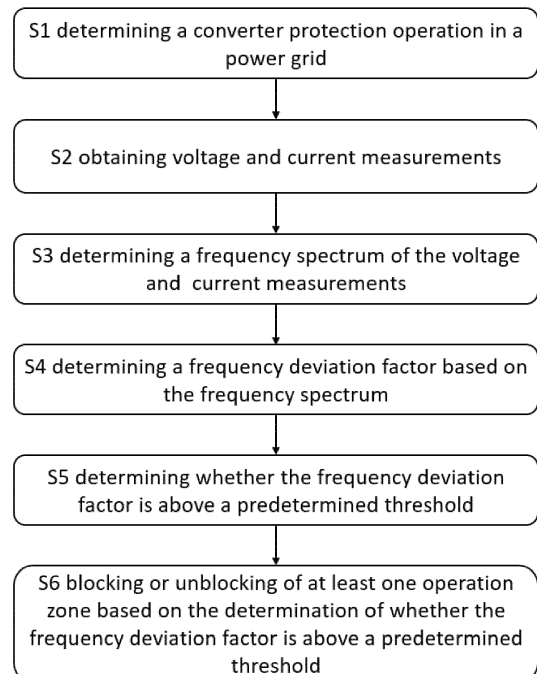 S1 determining a converter protection operation in a
power grid
S2 obtaining voltage and current measurements
S3 determining a frequency spectrum of the voltage
and current measurements
S4 determining a frequency deviation factor based on
the frequency spectrum
S5 determining whether the frequency deviation
factor is above a predetermined threshold
S6 blocking or unblocking of at least one operation
zone based on the determination of whether the
frequency deviation factor is above a predetermined
threshold